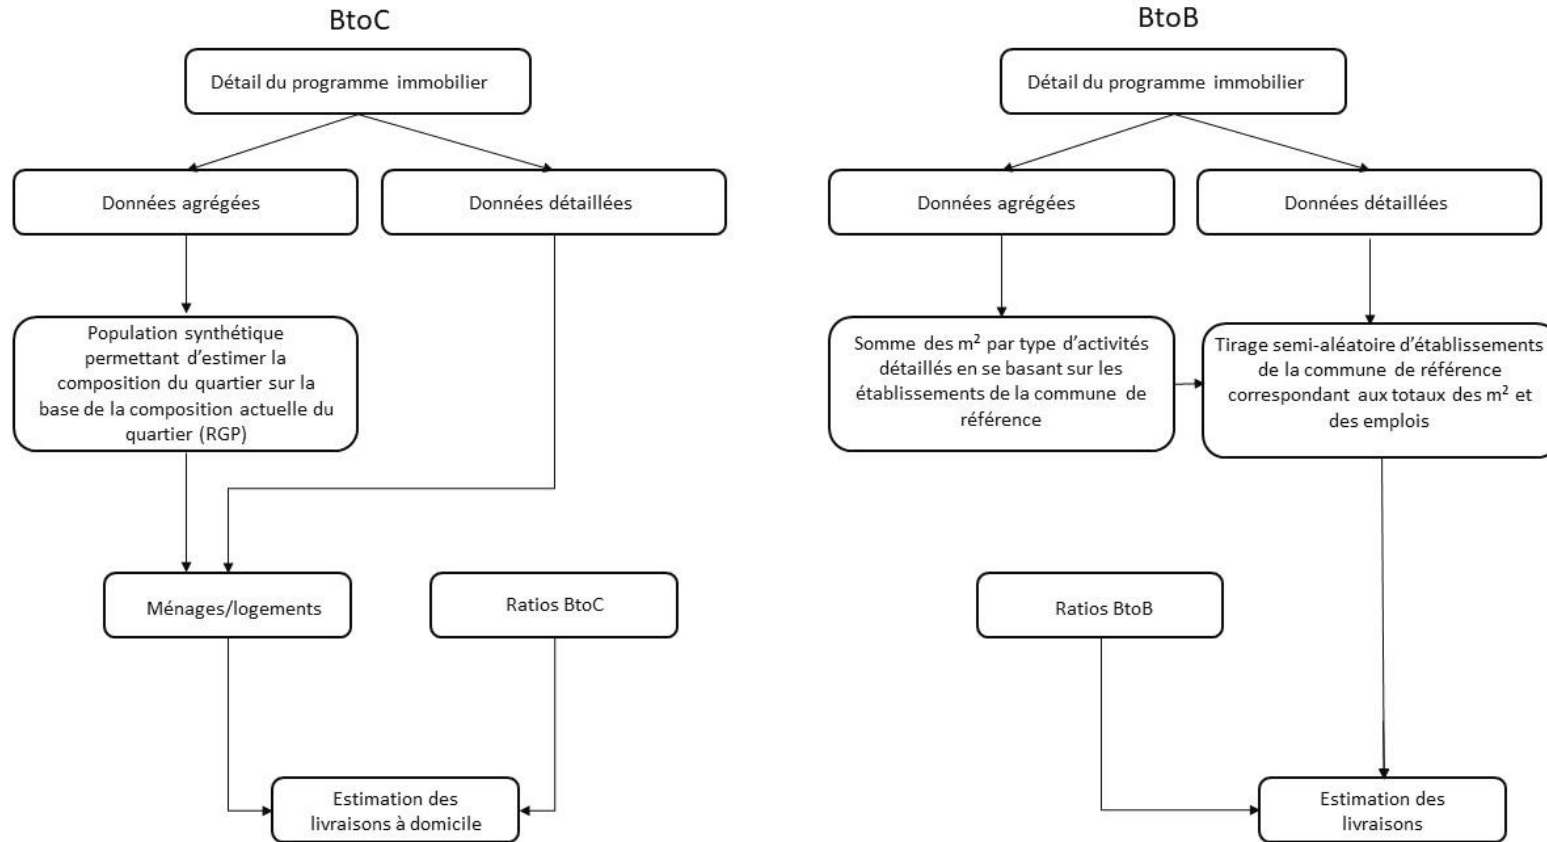 BtoC
Détail du programme immobilier
Données agrégées
Données détaillées
Population synthétique
permettant d'estimer la
composition du quartier sur la
base de la composition actuelle du
quartier (RGP)
Ménages/logements
Ratios BtoC
Estimation des
livraisons à domicile
BtoB
Détail du programme immobilier
Données agrégées
Données détaillées
Somme des m² par type d'activités
détaillés en se basant sur les
établissements de la commune de
référence
Tirage semi-aléatoire d'établissements
de la commune de référence
correspondant aux totaux des m² et
des emplois
Ratios BtoB
Estimation des
livraisons